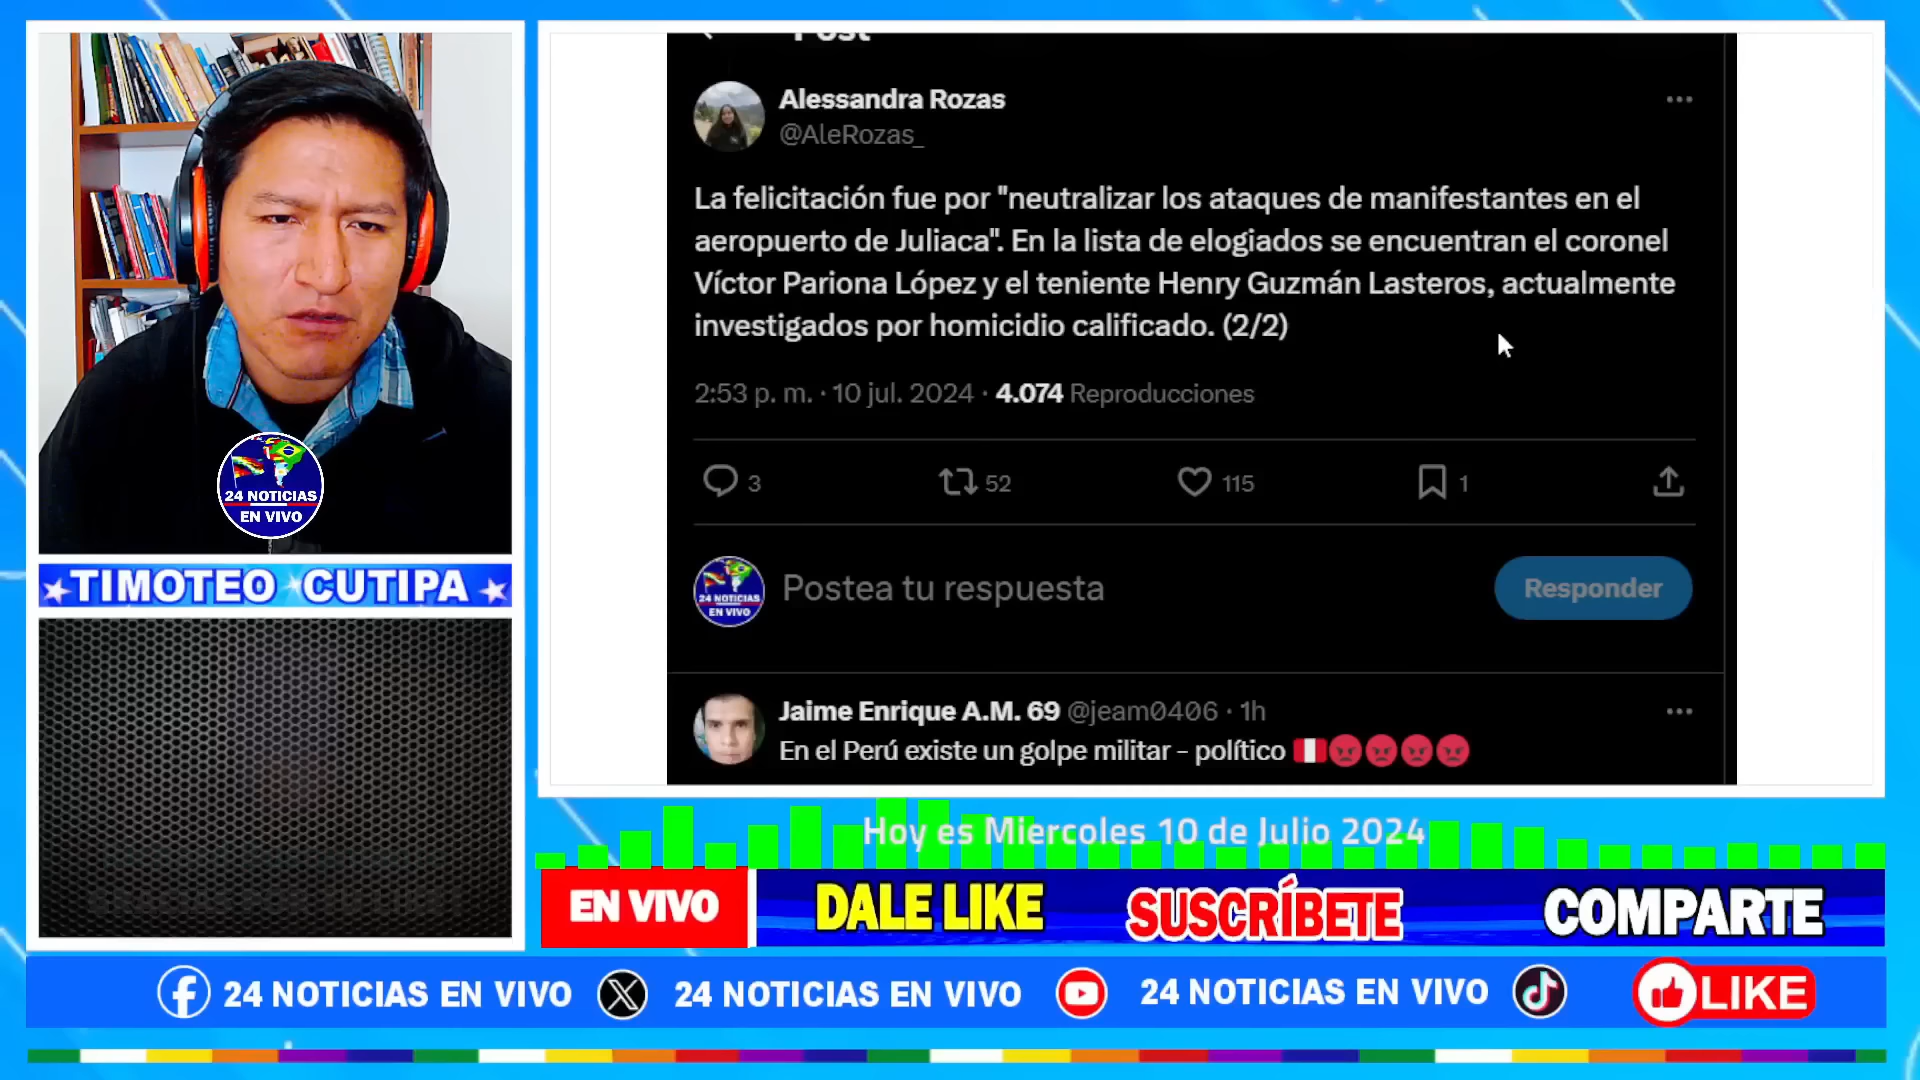 Post
Alessandra Rozas
@AleRozas_
La felicitación fue por "neutralizar los ataques de manifestantes en el
aeropuerto de Juliaca". En la lista de elogiados se encuentran el coronel
Víctor Pariona López y el teniente Henry Guzmán Lasteros, actualmente
investigados por homicidio calificado. (2/2)
2:53 p. m. · 10 jul. 2024 · 4.074 Reproducciones
3 52 115 1
24 NOTICIAS
EN VIVO
Postea tu respuesta
Responder
Jaime Enrique A.M. 69 @jeam0406 · 1h
En el Perú existe un golpe militar - político 🇵🇪😡😡😡😡
24 NOTICIAS
EN VIVO
TIMOTEO CUTIPA
Hoy es Miercoles 10 de Julio 2024
EN VIVO DALE LIKE SUSCRÍBETE COMPARTE
24 NOTICIAS EN VIVO 24 NOTICIAS EN VIVO 24 NOTICIAS EN VIVO LIKE